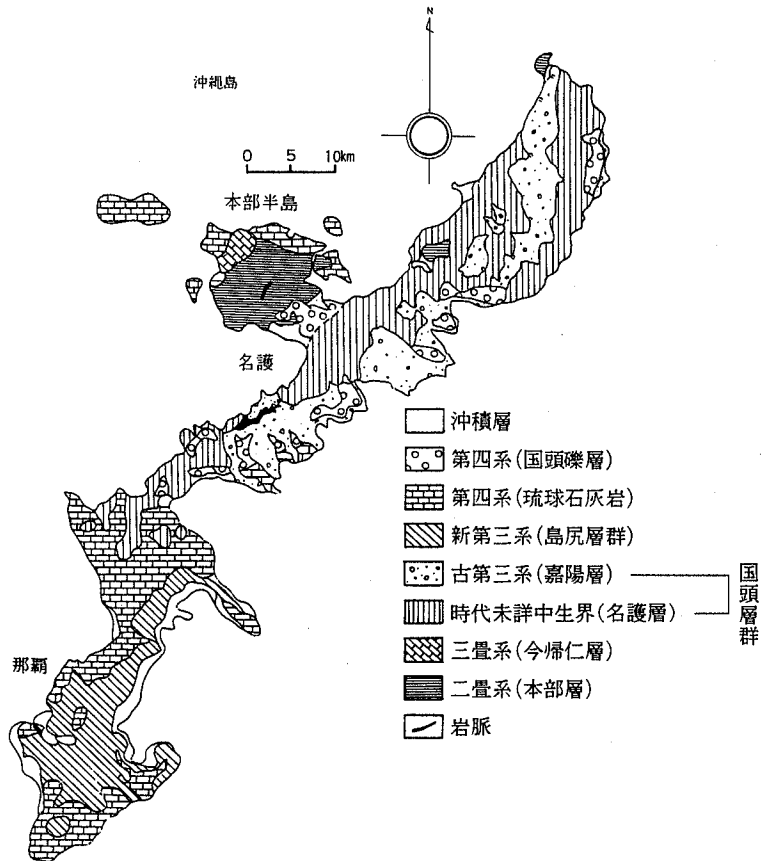 N
沖縄島
0 5 10km
本部半島
名護
那覇
沖積層
第四系(国頭礫層)
第四系(琉球石灰岩)
新第三系(島尻層群)
古第三系(嘉陽層)
時代未詳中生界(名護層)
国頭層群
三畳系(今帰仁層)
二畳系(本部層)
岩脈